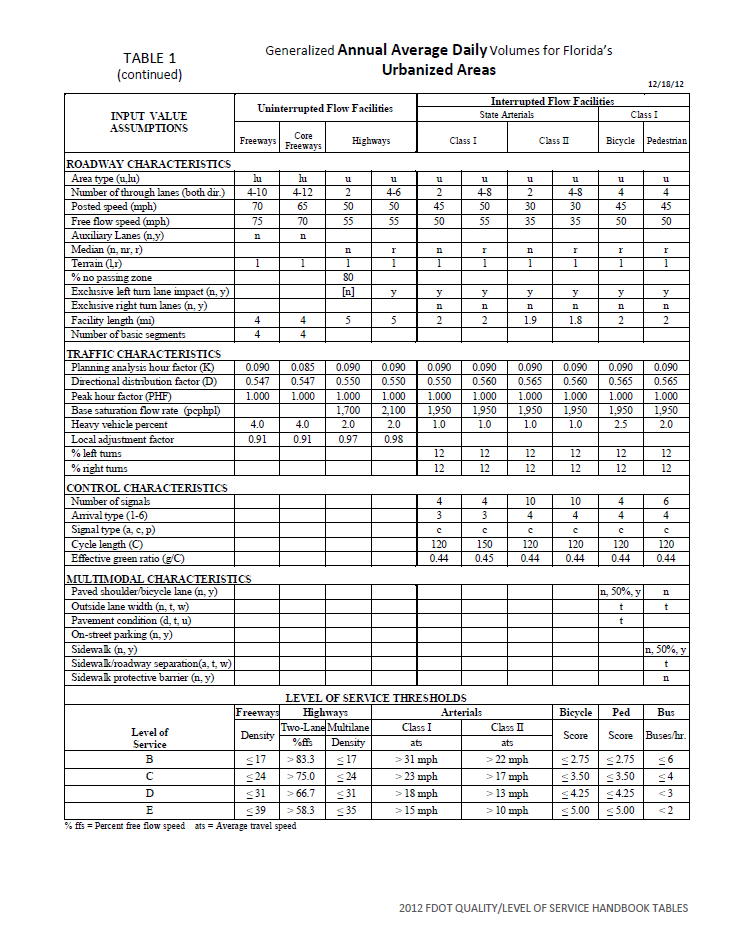 TABLE 1
(continued)
Generalized Annual Average Daily Volumes for Florida's
Urbanized Areas
12/18/12
INPUT VALUE ASSUMPTIONS | Uninterrupted Flow Facilities | Interrupted Flow Facilities
State Arterials | Class I
Freeways | Core Freeways | Highways | Class I | Class II | Bicycle | Pedestrian
ROADWAY CHARACTERISTICS
Area type (u,lu) | lu | lu | u | u | u | u | u | u | u | u
Number of through lanes (both dir.) | 4-10 | 4-12 | 2 | 4-6 | 2 | 4-8 | 2 | 4-8 | 4 | 4
Posted speed (mph) | 70 | 65 | 50 | 50 | 45 | 50 | 30 | 30 | 45 | 45
Free flow speed (mph) | 75 | 70 | 55 | 55 | 50 | 55 | 35 | 35 | 50 | 50
Auxiliary Lanes (n,y) | n | n
Median (n, nr, r) | | | n | r | n | r | n | r | r | r
Terrain (l,r) | l | l | l | l | l | l | l | l | l | l
% no passing zone | | | 80
Exclusive left turn lane impact (n, y) | | | [n] | y | y | y | y | y | y | y
Exclusive right turn lanes (n, y) | | | | | n | n | n | n | n | n
Facility length (mi) | 4 | 4 | 5 | 5 | 2 | 2 | 1.9 | 1.8 | 2 | 2
Number of basic segments | 4 | 4
TRAFFIC CHARACTERISTICS
Planning analysis hour factor (K) | 0.090 | 0.085 | 0.090 | 0.090 | 0.090 | 0.090 | 0.090 | 0.090 | 0.090 | 0.090
Directional distribution factor (D) | 0.547 | 0.547 | 0.550 | 0.550 | 0.550 | 0.560 | 0.565 | 0.560 | 0.565 | 0.565
Peak hour factor (PHF) | 1.000 | 1.000 | 1.000 | 1.000 | 1.000 | 1.000 | 1.000 | 1.000 | 1.000 | 1.000
Base saturation flow rate (pcphpl) | | | 1,700 | 2,100 | 1,950 | 1,950 | 1,950 | 1,950 | 1,950 | 1,950
Heavy vehicle percent | 4.0 | 4.0 | 2.0 | 2.0 | 1.0 | 1.0 | 1.0 | 1.0 | 2.5 | 2.0
Local adjustment factor | 0.91 | 0.91 | 0.97 | 0.98
% left turns | | | | | 12 | 12 | 12 | 12 | 12 | 12
% right turns | | | | | 12 | 12 | 12 | 12 | 12 | 12
CONTROL CHARACTERISTICS
Number of signals | | | | | 4 | 4 | 10 | 10 | 4 | 6
Arrival type (1-6) | | | | | 3 | 3 | 4 | 4 | 4 | 4
Signal type (a, c, p) | | | | | c | c | c | c | c | c
Cycle length (C) | | | | | 120 | 150 | 120 | 120 | 120 | 120
Effective green ratio (g/C) | | | | | 0.44 | 0.45 | 0.44 | 0.44 | 0.44 | 0.44
MULTIMODAL CHARACTERISTICS
Paved shoulder/bicycle lane (n, y) | | | | | | | | | n, 50%, y | n
Outside lane width (n, t, w) | | | | | | | | | t | t
Pavement condition (d, t, u) | | | | | | | | | t
On-street parking (n, y)
Sidewalk (n, y) | | | | | | | | | | n, 50%, y
Sidewalk/roadway separation(a, t, w) | | | | | | | | | | t
Sidewalk protective barrier (n, y) | | | | | | | | | | n
LEVEL OF SERVICE THRESHOLDS
Level of Service | Freeways | Highways | Arterials | Bicycle | Ped | Bus
Density | Two-Lane | Multilane | Class I | Class II | Score | Score | Buses/hr.
%ffs | Density | ats | ats
B | ≤ 17 | > 83.3 | ≤ 17 | > 31 mph | > 22 mph | ≤ 2.75 | ≤ 2.75 | ≤ 6
C | ≤ 24 | > 75.0 | ≤ 24 | > 23 mph | > 17 mph | ≤ 3.50 | ≤ 3.50 | ≤ 4
D | ≤ 31 | > 66.7 | ≤ 31 | > 18 mph | > 13 mph | ≤ 4.25 | ≤ 4.25 | < 3
E | ≤ 39 | > 58.3 | ≤ 35 | > 15 mph | > 10 mph | ≤ 5.00 | ≤ 5.00 | < 2
% ffs = Percent free flow speed ats = Average travel speed
2012 FDOT QUALITY/LEVEL OF SERVICE HANDBOOK TABLES